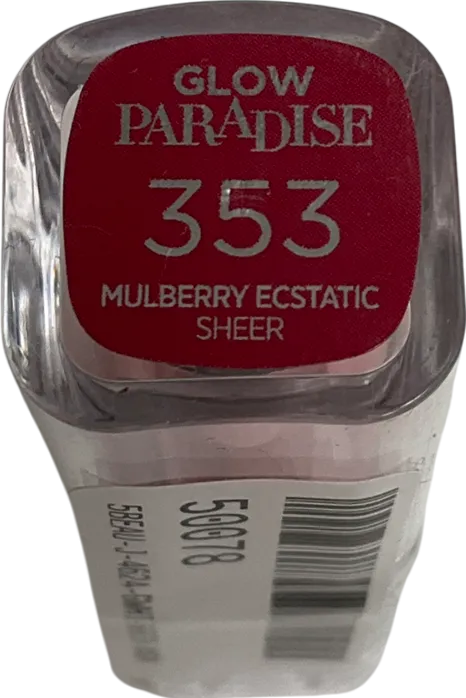 GLOW
PARADISE
353
MULBERRY ECSTATIC
SHEER
50078